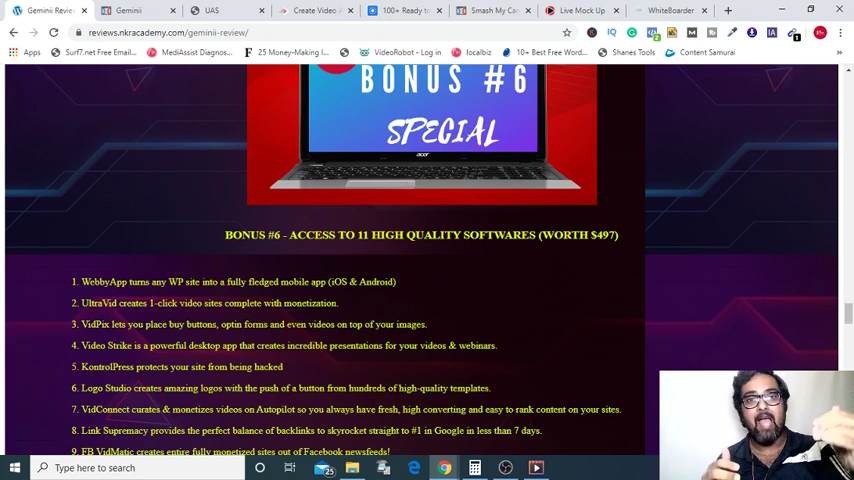 Geminii Review
Geminii
UAS
Create Video A
100+ Ready to
Smash My Ca
Live Mock Up
WhiteBoarder
reviews.nkracademy.com/geminii-review/
Apps
Surf7.net Free Email...
MediAssist Diagnos...
25 Money-Making I...
VideoRobot - Log in
localbiz
10+ Best Free Word...
Shanes Tools
Content Samurai
BONUS #6
SPECIAL
acer
BONUS #6 - ACCESS TO 11 HIGH QUALITY SOFTWARES (WORTH $497)
1. WebbyApp turns any WP site into a fully fledged mobile app (iOS & Android)
2. UltraVid creates 1-click video sites complete with monetization.
3. VidPix lets you place buy buttons, optin forms and even videos on top of your images.
4. Video Strike is a powerful desktop app that creates incredible presentations for your videos & webinars.
5. KontrolPress protects your site from being hacked
6. Logo Studio creates amazing logos with the push of a button from hundreds of high-quality templates.
7. VidConnect curates & monetizes videos on Autopilot so you always have fresh, high converting and easy to rank content on your sites.
8. Link Supremacy provides the perfect balance of backlinks to skyrocket straight to #1 in Google in less than 7 days.
9. FB VidMatic creates entire fully monetized sites out of Facebook newsfeeds!
Type here to search
25